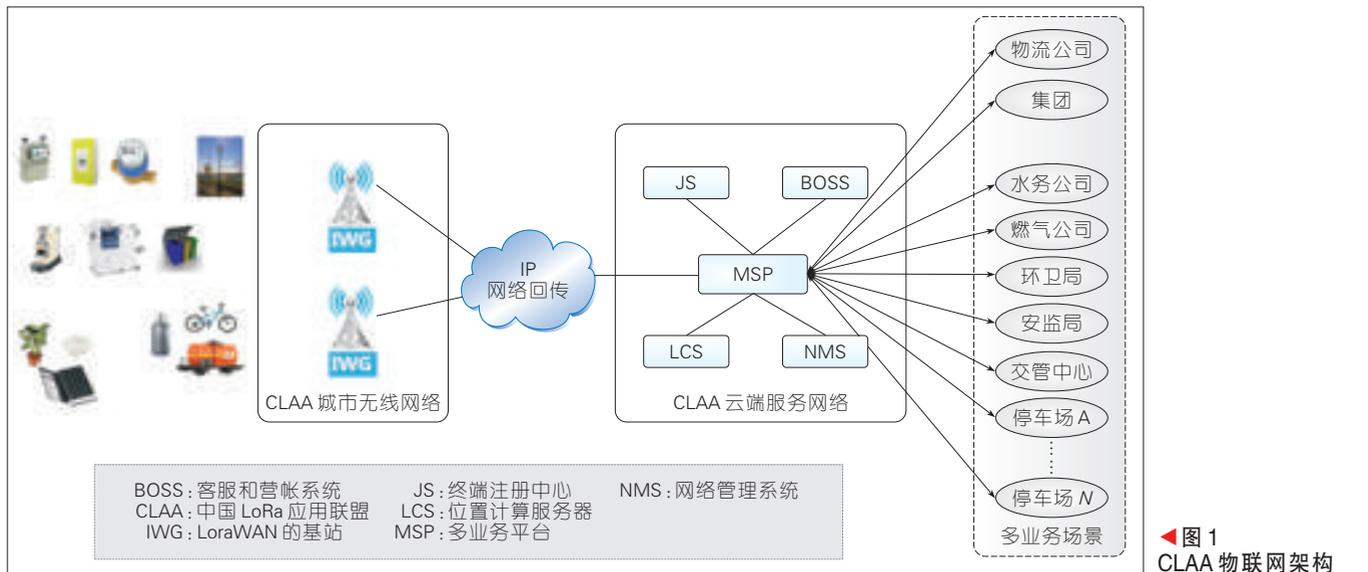 物流公司
集团
水务公司
燃气公司
环卫局
安监局
交管中心
停车场 A
停车场 N
多业务场景
IWG
IWG
CLAA 城市无线网络
IP
网络回传
JS
BOSS
MSP
LCS
NMS
CLAA 云端服务网络
BOSS：客服和营帐系统 JS：终端注册中心 NMS：网络管理系统
CLAA：中国 LoRa 应用联盟 LCS：位置计算服务器
IWG：LoraWAN 的基站 MSP：多业务平台
◀图 1
CLAA 物联网架构